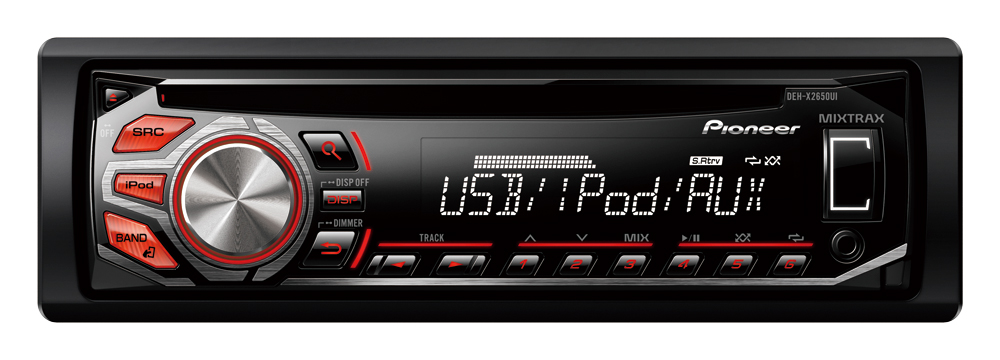 DEH-X2650UI
Pioneer
MIXTRAX
OFF
SRC
iPod
BAND
DISP OFF
DISP
DIMMER
S.Rtrv
USB/iPod/AUX
TRACK
MIX
1 2 3 4 5 6